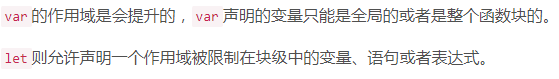 var的作用域是会提升的，var声明的变量只能是全局的或者是整个函数块的。
let则允许声明一个作用域被限制在块级中的变量、语句或者表达式。